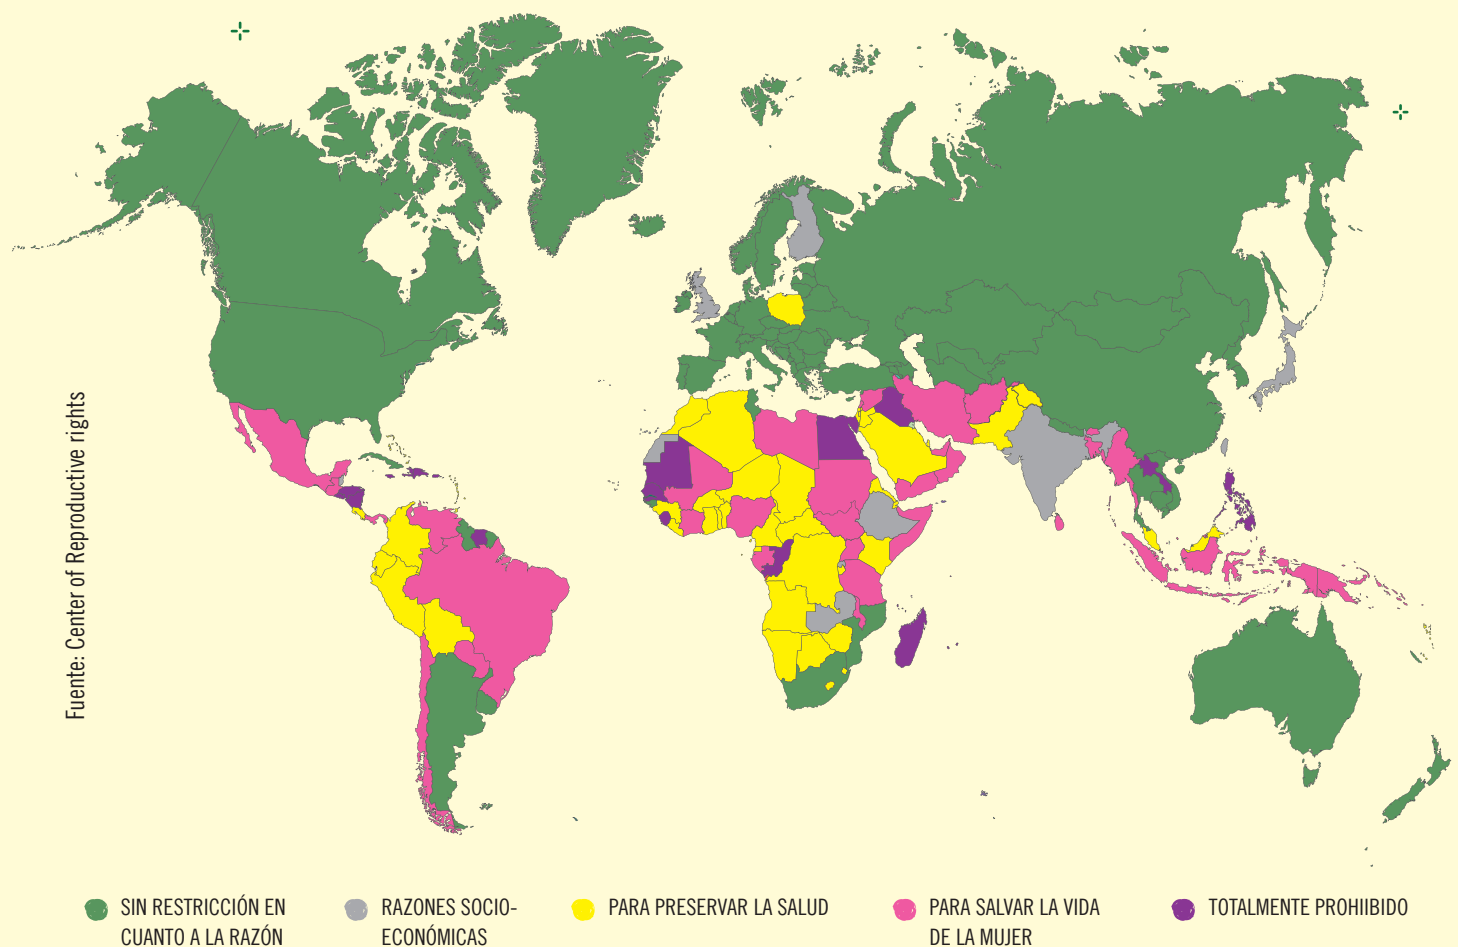 Fuente: Center of Reproductive rights
SIN RESTRICCIÓN EN
CUANTO A LA RAZÓN
RAZONES SOCIO-
ECONÓMICAS
PARA PRESERVAR LA SALUD
PARA SALVAR LA VIDA
DE LA MUJER
TOTALMENTE PROHIIBIDO